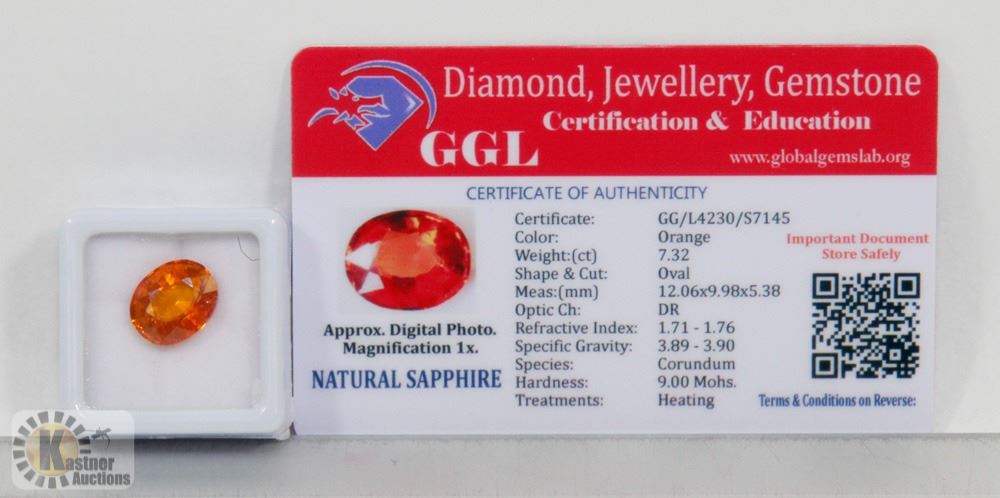 Diamond, Jewellery, Gemstone
Certification & Education
GGL
www.globalgemslab.org
CERTIFICATE OF AUTHENTICITY
Certificate: GG/L4230/S7145
Color: Orange
Weight:(ct) 7.32
Shape & Cut: Oval
Meas:(mm) 12.06x9.98x5.38
Optic Ch: DR
Refractive Index: 1.71 - 1.76
Specific Gravity: 3.89 - 3.90
Species: Corundum
Hardness: 9.00 Mohs.
Treatments: Heating
Approx. Digital Photo.
Magnification 1x.
NATURAL SAPPHIRE
Important Document
Store Safely
Terms & Conditions on Reverse:
Kastner
Auctions